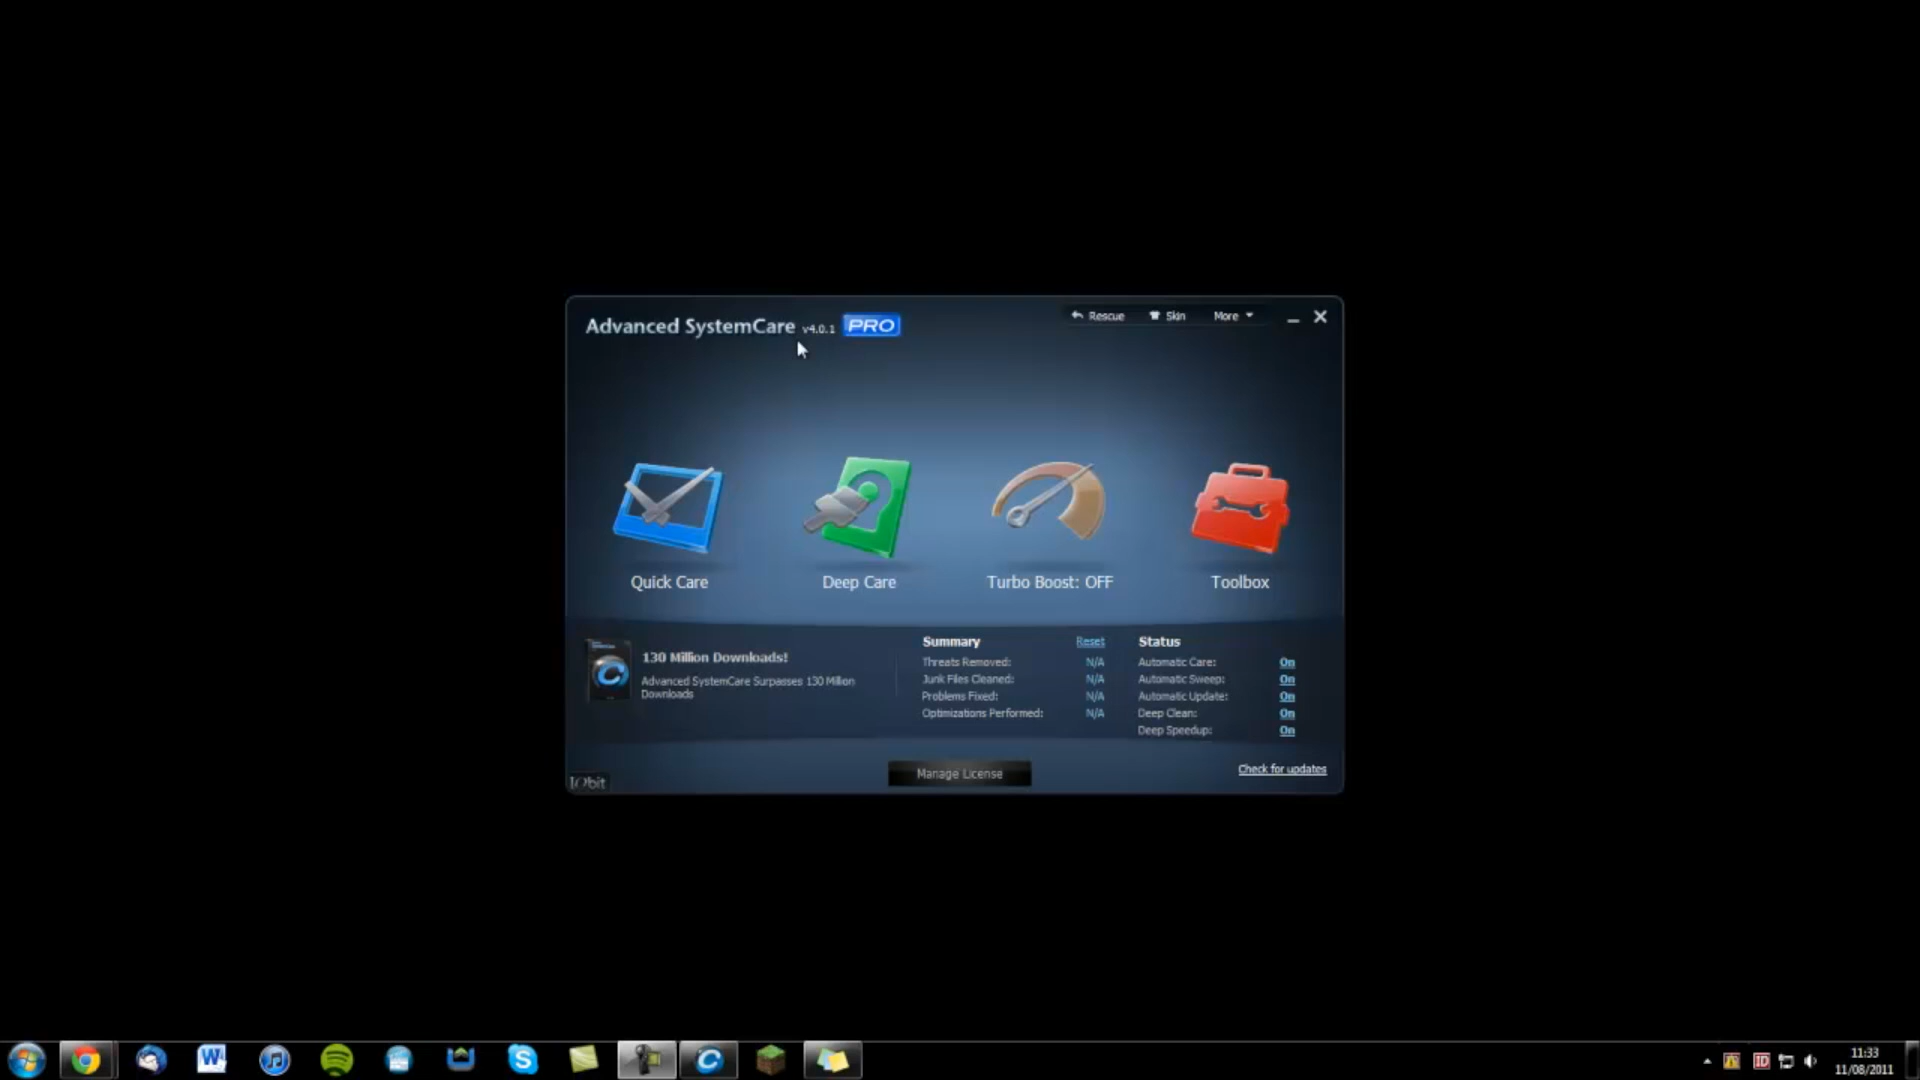 Advanced SystemCare v4.0.1 PRO
Rescue Skin More
Quick Care Deep Care Turbo Boost: OFF Toolbox
130 Million Downloads!
Advanced SystemCare Surpasses 130 Million
Downloads
Summary Reset
Threats Removed: N/A
Junk Files Cleaned: N/A
Problems Fixed: N/A
Optimizations Performed: N/A
Status
Automatic Care: On
Automatic Sweep: On
Automatic Update: On
Deep Clean: On
Deep Speedup: On
IObit
Manage License
Check for updates
11:33
11/08/2011